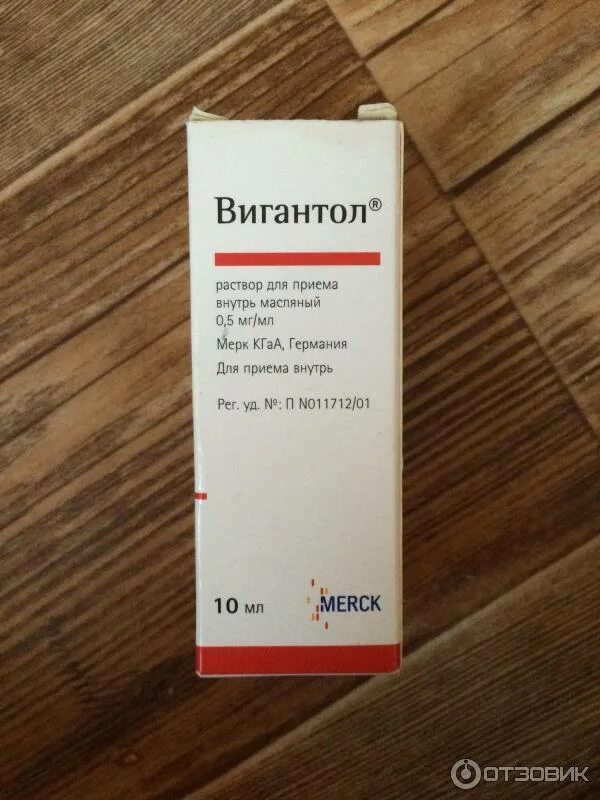 Вигантол®
раствор для приема
внутрь масляный
0,5 мг/мл
Мерк КГаА, Германия
Для приема внутрь
Рег. уд. №: П N011712/01
10 мл
MERCK
ОТЗОВИК